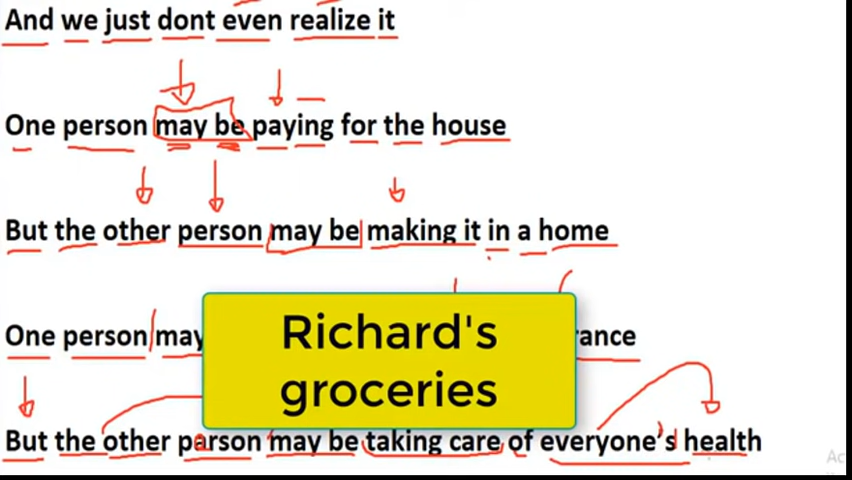 And we just dont even realize it
One person may be paying for the house
But the other person may be making it in a home
One person may
Richard's
groceries
But the other parson may be taking care of everyone's health